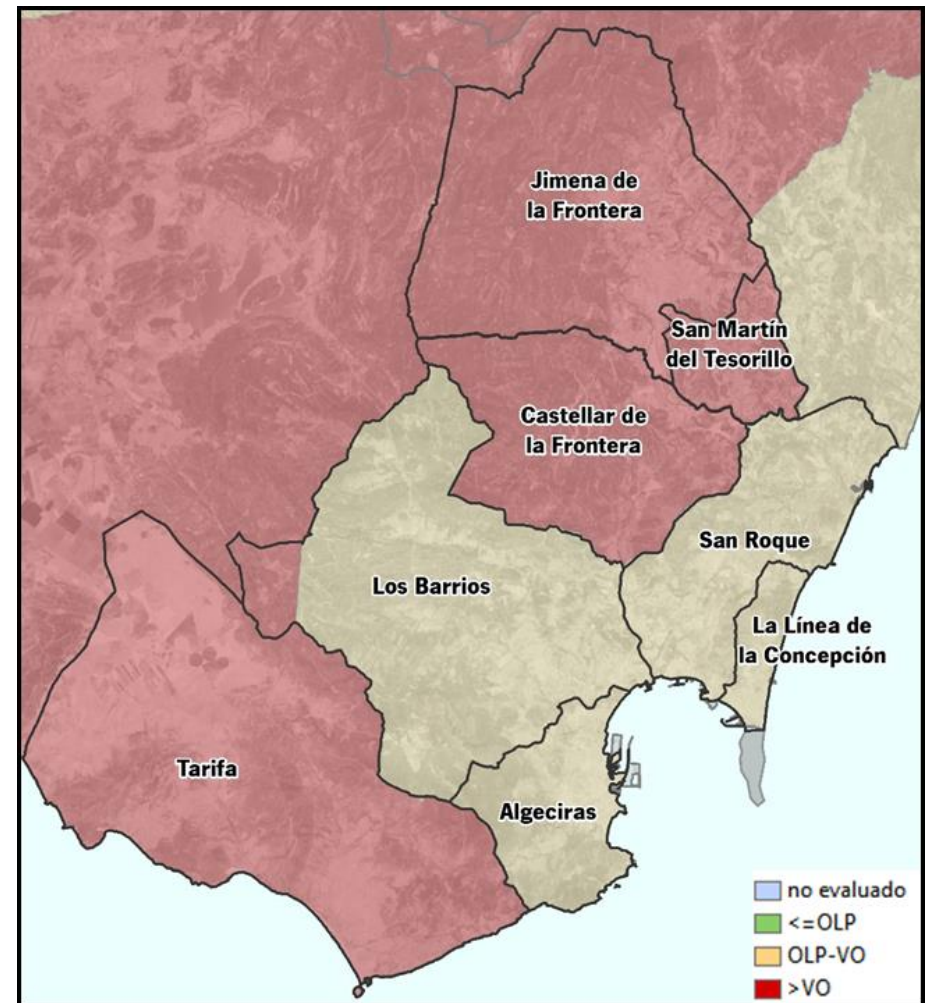 Jimena de
la Frontera
San Martín
del Tesorillo
Castellar de
la Frontera
San Roque
Los Barrios
La Línea de
la Concepción
Tarifa
Algeciras
no evaluado
<=OLP
OLP-VO
>VO